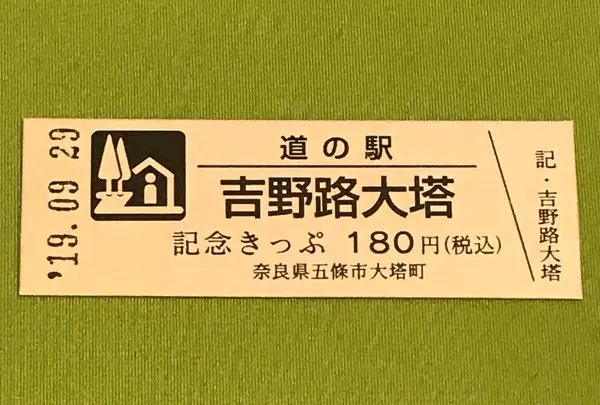 '19.09 29
道の駅
吉野路大塔
記念きっぷ 180円(税込)
奈良県五條市大塔町
記・吉野路大塔